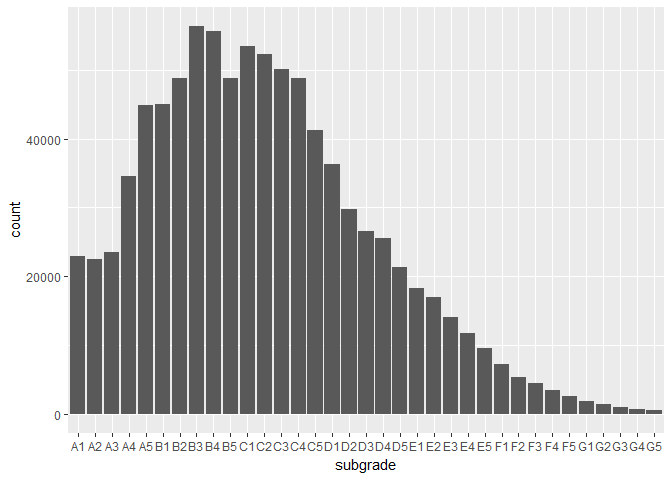 count
40000
20000
0
A1 A2 A3 A4 A5 B1 B2 B3 B4 B5 C1 C2 C3 C4 C5 D1 D2 D3 D4 D5 E1 E2 E3 E4 E5 F1 F2 F3 F4 F5 G1 G2 G3 G4 G5
subgrade